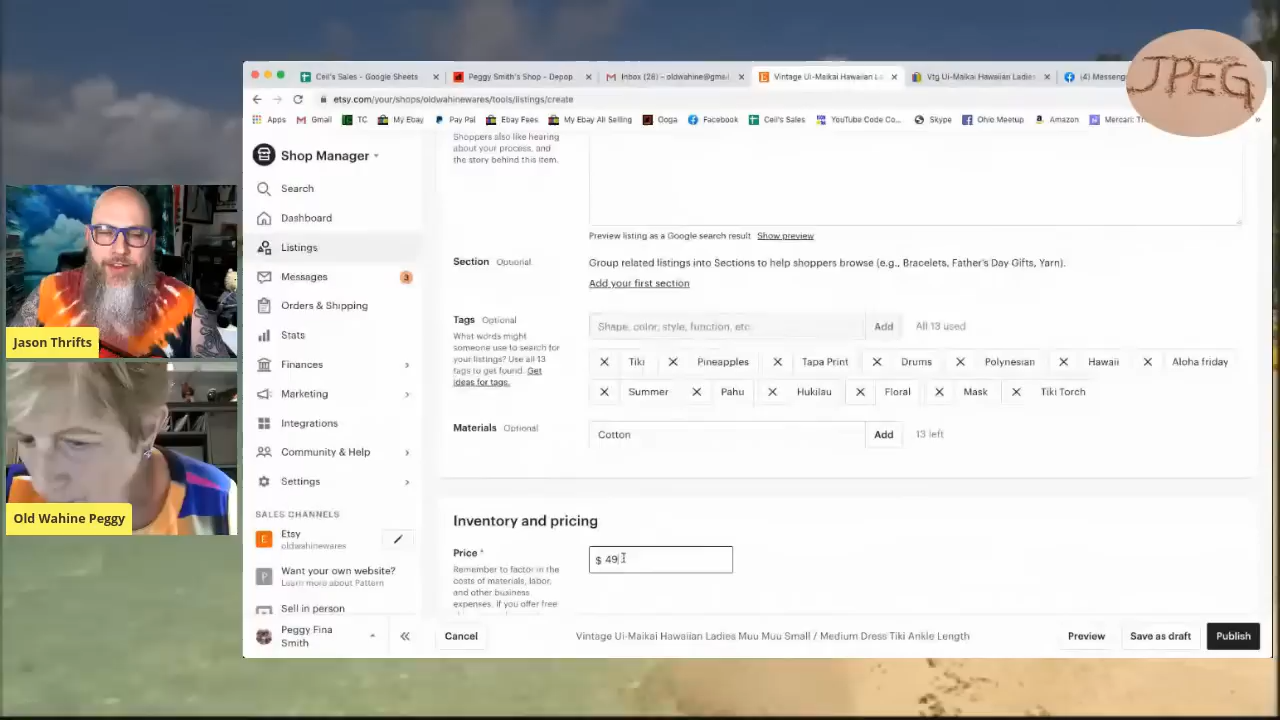 JPEG
Ceil's Sales - Google Sheets
Peggy Smith's Shop - Depop
Inbox (28) - oldwahine@gma
Vintage Ui-Maikai Hawaiian La
Vtg Ui-Maikai Hawaiian Ladies
(4) Messeng
etsy.com/your/shops/oldwahinewares/tools/listings/create
Apps
Gmail
TC
My Ebay
Pay Pal
Ebay Fees
My Ebay All Selling
Ooga
Facebook
Ceil's Sales
YouTube Code Co...
Skype
Ohio Meetup
Amazon
Mercari:
Shop Manager
Search
Dashboard
Listings
Messages 3
Orders & Shipping
Stats
Finances
Marketing
Integrations
Community & Help
Settings
SALES CHANNELS
Etsy
oldwahinewares
Want your own website?
Learn more about Pattern
Sell in person
Peggy Fina
Smith
Shoppers also like hearing
about your process, and
the story behind this item.
Preview listing as a Google search result Show preview
Section Optional
Group related listings into Sections to help shoppers browse (e.g., Bracelets, Father's Day Gifts, Yarn).
Add your first section
Tags Optional
What words might
someone use to search for
your listings? Use all 13
tags to get found. Get
ideas for tags.
Shape, color, style, function, etc.
Add
All 13 used
Tiki
Pineapples
Tapa Print
Drums
Polynesian
Hawaii
Aloha friday
Summer
Pahu
Hukilau
Floral
Mask
Tiki Torch
Materials Optional
Cotton
Add
13 left
Inventory and pricing
Price *
Remember to factor in the
costs of materials, labor,
and other business
expenses. If you offer free
$ 49
Cancel
Vintage Ui-Maikai Hawaiian Ladies Muu Muu Small / Medium Dress Tiki Ankle Length
Preview
Save as draft
Publish
Jason Thrifts
Old Wahine Peggy